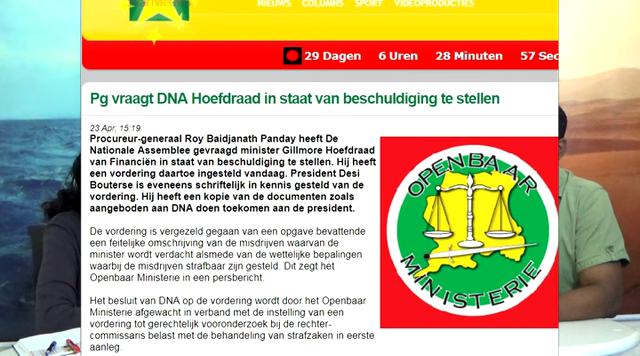 NIEUWS COLUMNS SPORT VIDEOPRODUCTIES
29 Dagen 6 Uren 28 Minuten 57 Sec
Pg vraagt DNA Hoefdraad in staat van beschuldiging te stellen
23 Apr, 15:19
Procureur-generaal Roy Baidjnath Panday heeft De
Nationale Assemblee gevraagd minister Gillmore Hoefdraad
van Financiën in staat van beschuldiging te stellen. Hij heeft
een vordering daartoe ingesteld vandaag. President Desi
Bouterse is eveneens schriftelijk in kennis gesteld van de
vordering. Hij heeft een kopie van de documenten zoals
aangeboden aan DNA doen toekomen aan de president.
De vordering is vergezeld gegaan van een opgave bevattende
een feitelijke omschrijving van de misdrijven waarvan de
minister wordt verdacht alsmede van de wettelijke bepalingen
waarbij de misdrijven strafbaar zijn gesteld. Dit zegt het
Openbaar Ministerie in een persbericht.
Het besluit van DNA op de vordering wordt door het Openbaar
Ministerie afgewacht in verband met de instelling van een
vordering tot gerechtelijk vooronderzoek bij de rechter-
commissaris belast met de behandeling van strafzaken in eerste
aanleg.
OPENBAAR
MINISTERIE